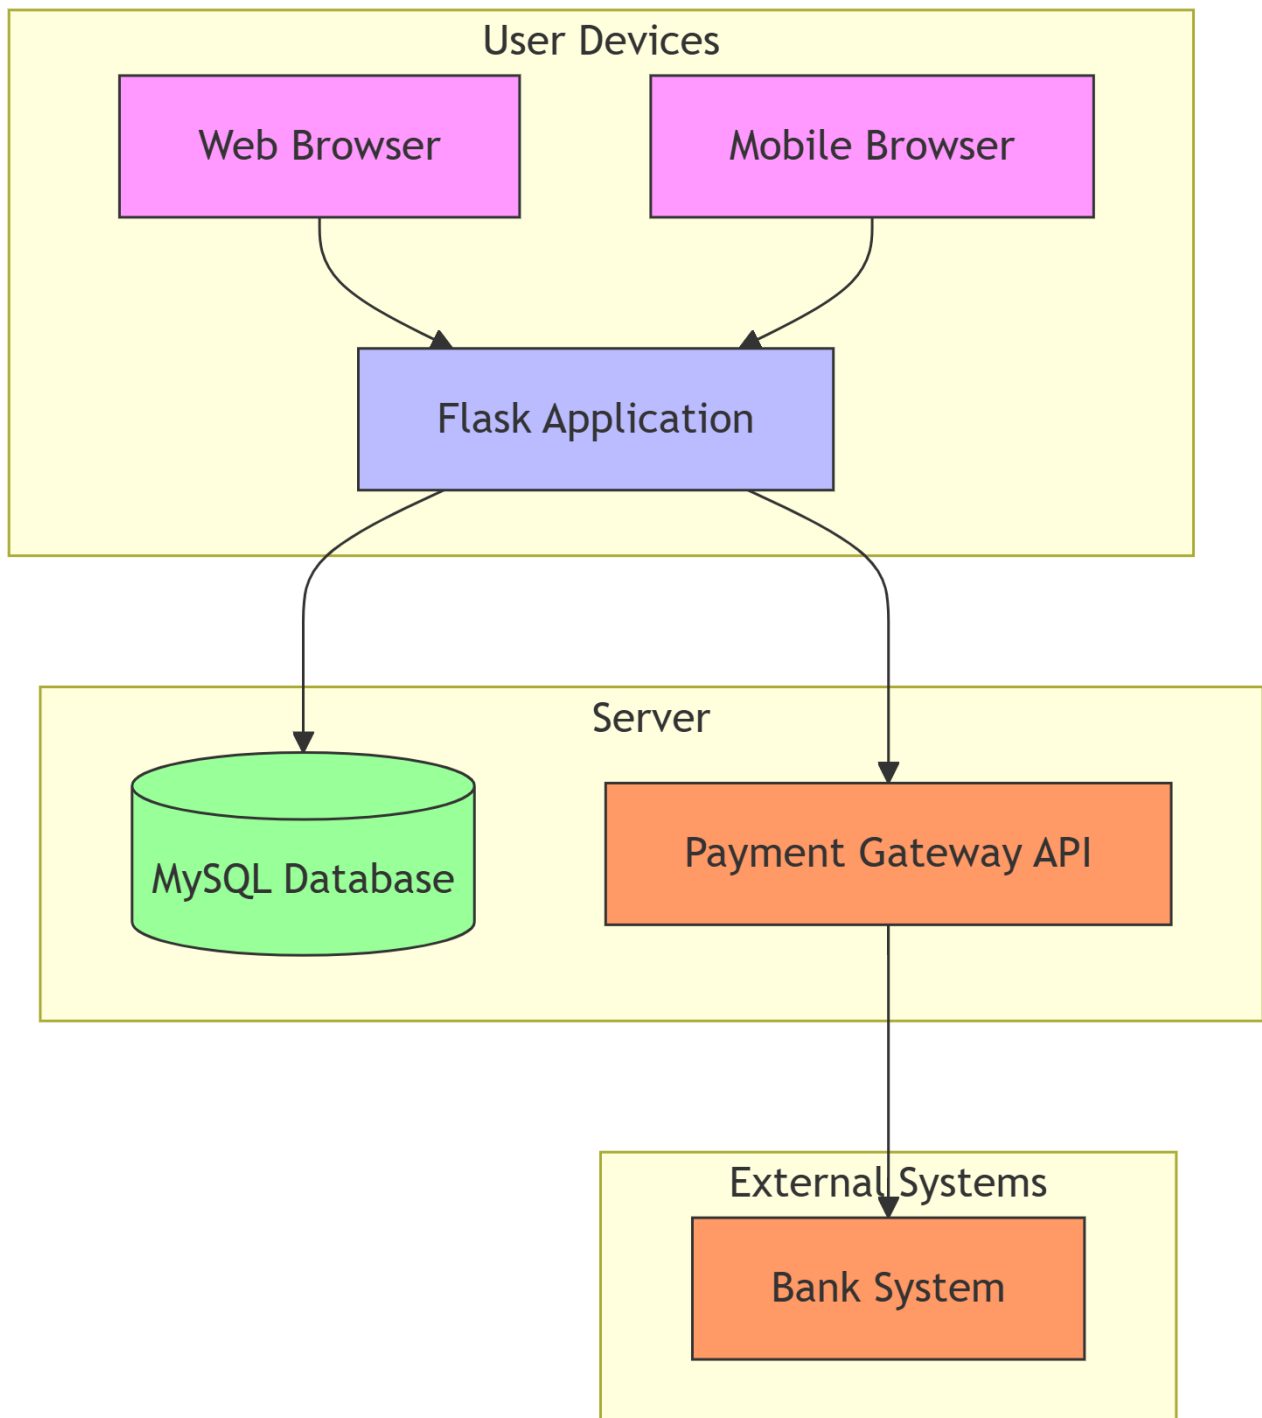 User Devices
Web Browser
Mobile Browser
Flask Application
Server
MySQL Database
Payment Gateway API
External Systems
Bank System